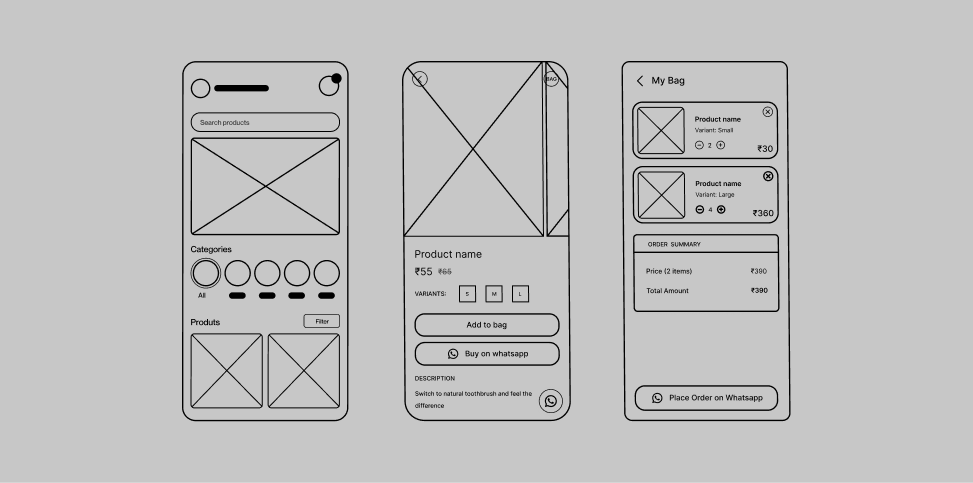 Search products
Categories
All
Produts
Filter
BAG
Product name
₹55 ₹65
VARIANTS: S M L
Add to bag
Buy on whatsapp
DESCRIPTION
Switch to natural toothbrush and feel the
difference
My Bag
Product name
Variant: Small
2
₹30
Product name
Variant: Large
4
₹360
ORDER SUMMARY
Price (2 items) ₹390
Total Amount ₹390
Place Order on Whatsapp